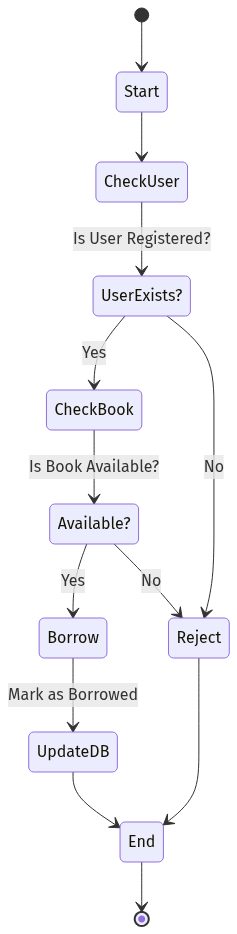 Start
CheckUser
Is User Registered?
UserExists?
Yes
CheckBook
Is Book Available?
No
Available?
Yes
No
Borrow
Reject
Mark as Borrowed
UpdateDB
End